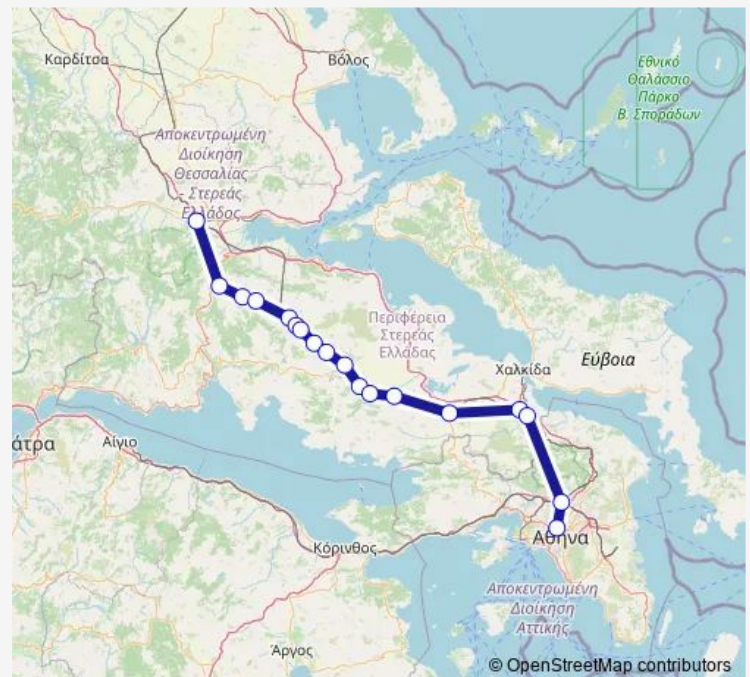 Καρδίτσα
Βόλος
Εθνικό
Θαλάσσιο
Πάρκο
Β. Σποράδων
Αποκεντρωμένη
Διοίκηση
Θεσσαλίας
- Στερεάς
Ελλάδος
Περιφέρεια
Στερεάς
Ελλάδας
Χαλκίδα
Εύβοια
άτρα
Αίγιο
Αθήνα
Κόρινθος
Αποκεντρωμένη
Διοίκηση
Αττικής
Άργος
© OpenStreetMap contributors